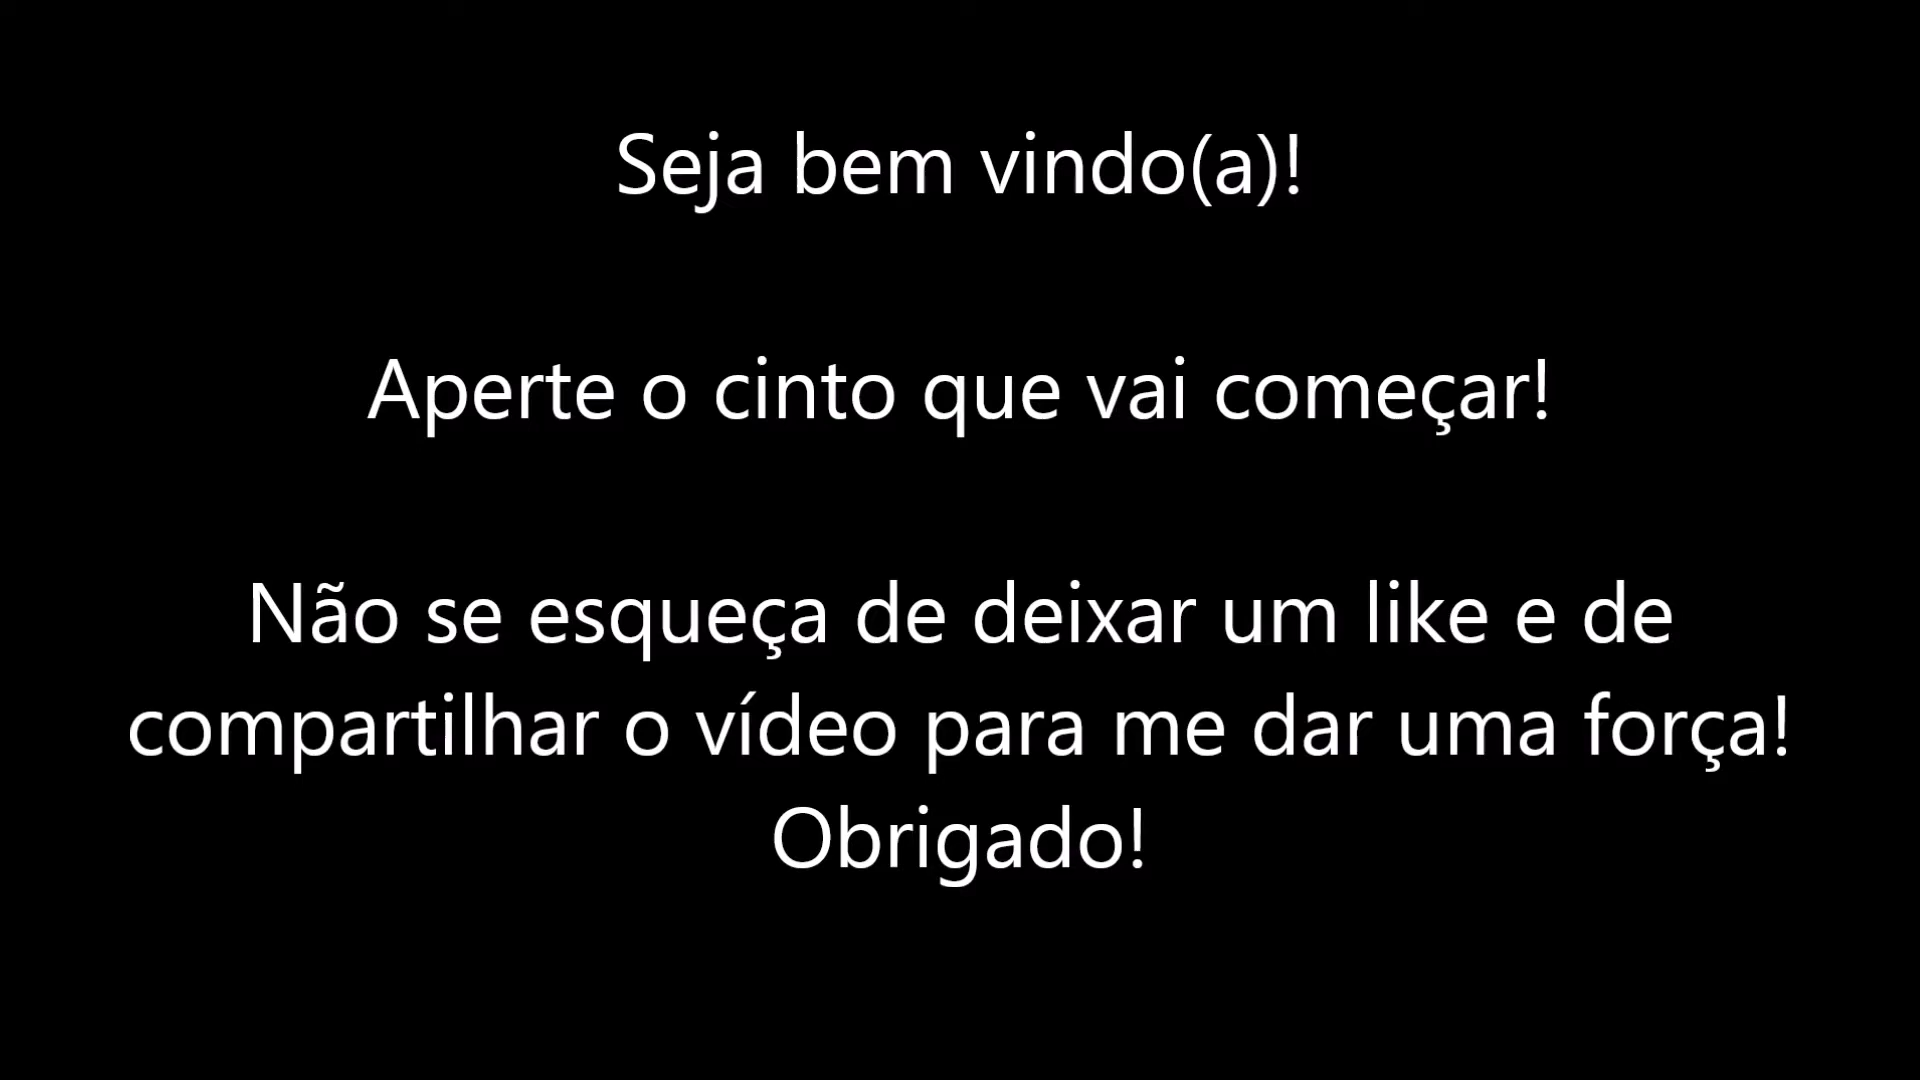 Seja bem vindo(a)!
Aperte o cinto que vai começar!
Não se esqueça de deixar um like e de
compartilhar o vídeo para me dar uma força!
Obrigado!